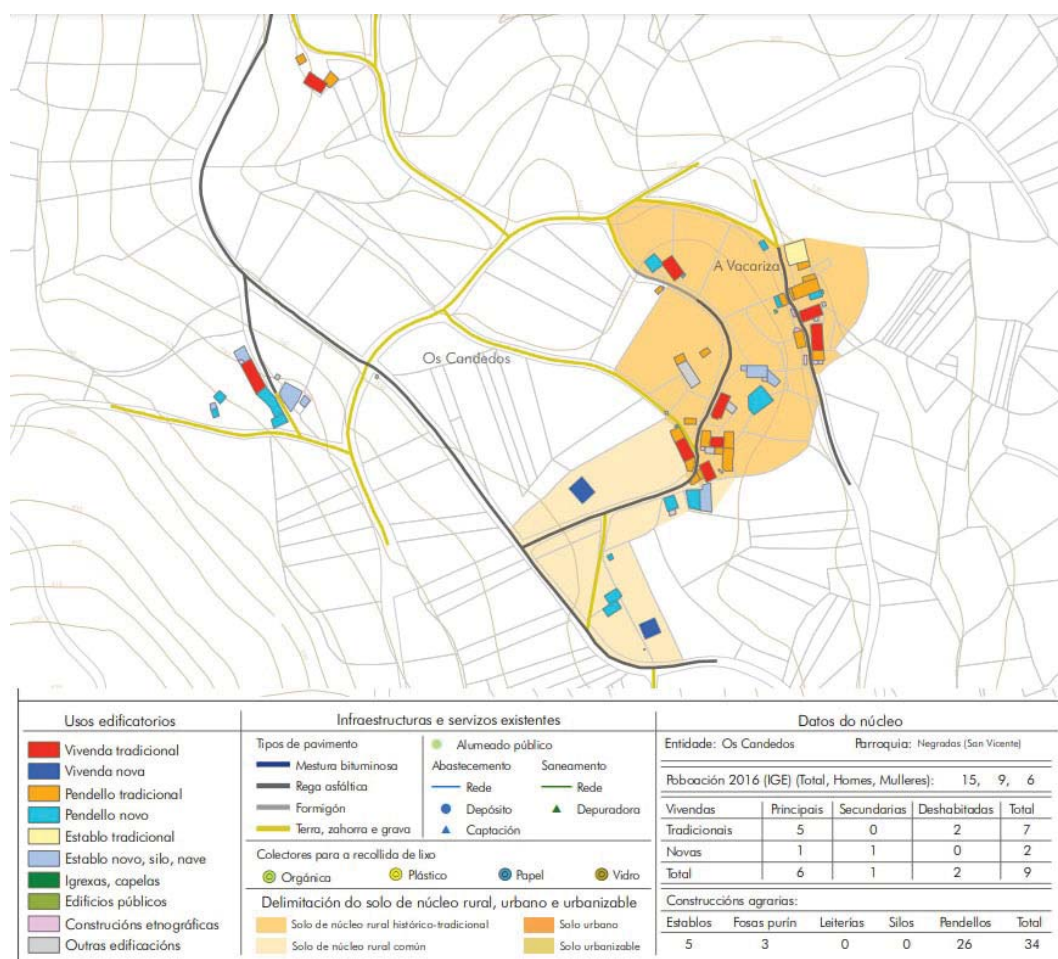 A Vacariza
Os Candedos
Usos edificatorios
Vivenda tradicional
Vivenda nova
Pendello tradicional
Pendello novo
Establo tradicional
Establo novo, silo, nave
Igrexas, capelas
Edificios públicos
Construcións etnográficas
Outras edificacións
Infraestructuras e servizos existentes
Tipos de pavimento
Mestura bituminosa
Rega asfáltica
Formigón
Terra, zahorra e grava
Alumeado público
Abastecemento Saneamento
Rede Rede
Depósito Depuradora
Captación
Colectores para a recollida de lixo
Orgánica Plástico Papel Vidro
Delimitación do solo de núcleo rural, urbano e urbanizable
Solo de núcleo rural histórico-tradicional Solo urbano
Solo de núcleo rural común Solo urbanizable
Datos do núcleo
Entidade: Os Candedos Parroquia: Negradas (San Vicente)
Poboación 2016 (IGE) (Total, Homes, Mulleres): 15, 9, 6
Vivendas Principais Secundarias Deshabitadas Total
Tradicionais 5 0 2 7
Novas 1 1 0 2
Total 6 1 2 9
Construccións agrarias:
Establos Fosas purín Leiterías Silos Pendellos Total
5 3 0 0 26 34